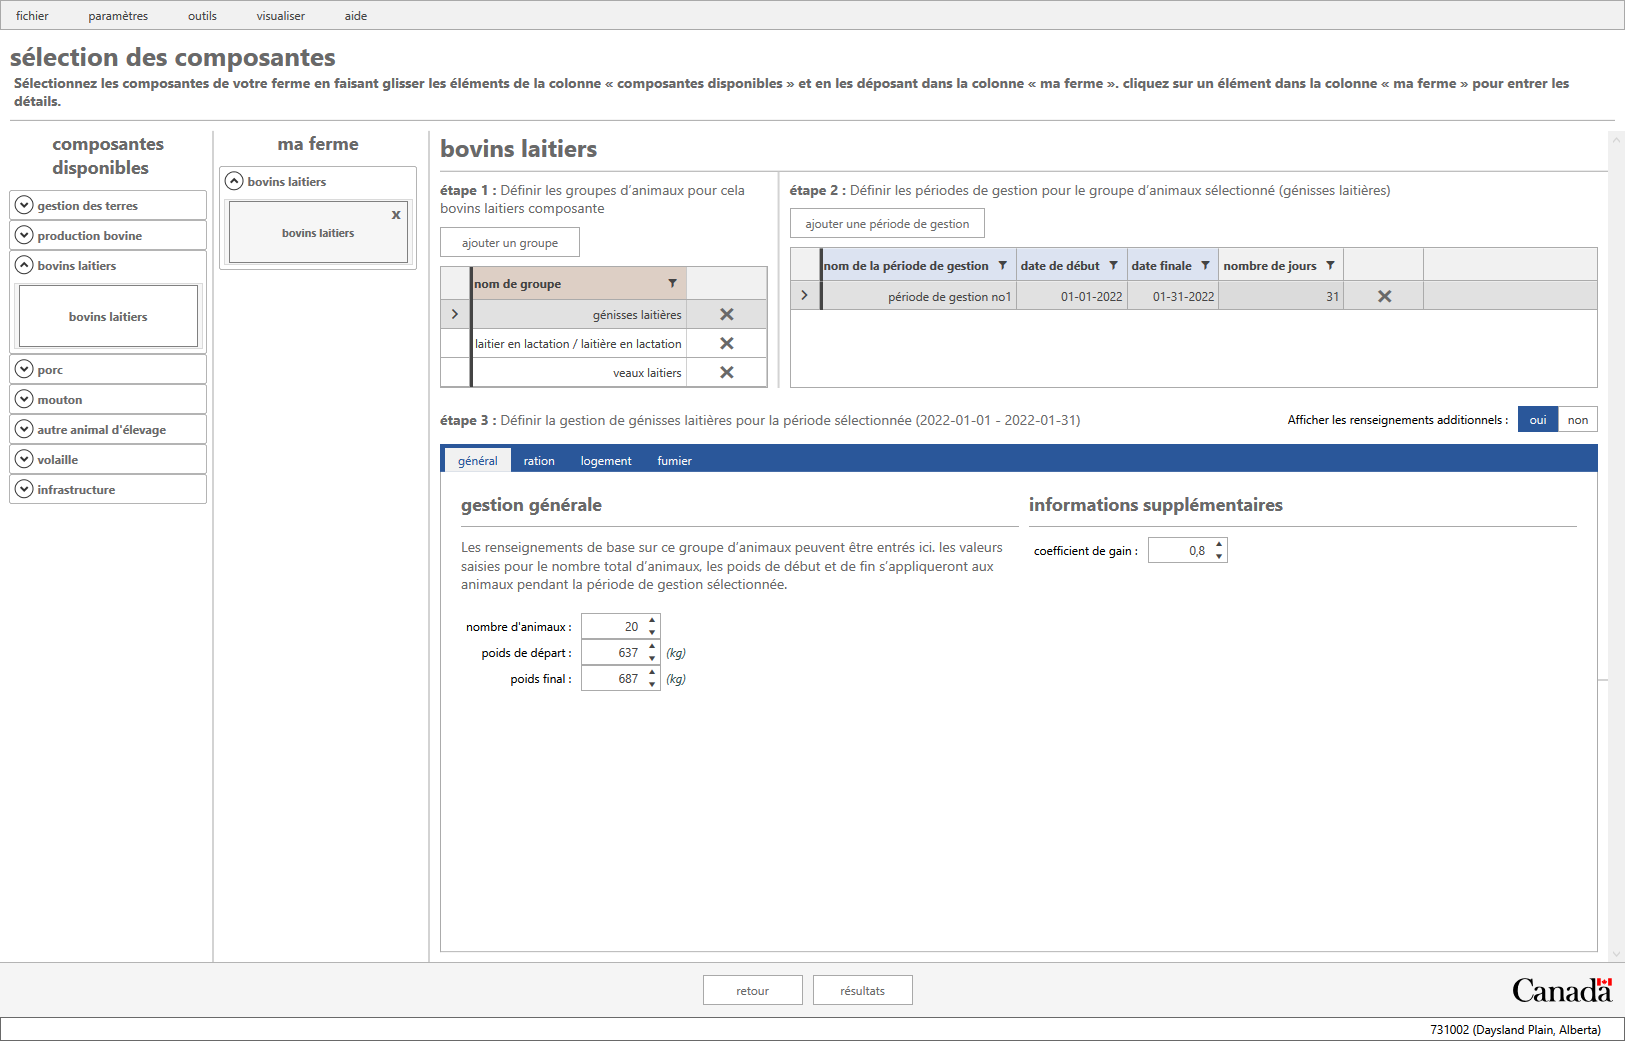 fichier paramètres outils visualiser aide
sélection des composantes
Sélectionnez les composantes de votre ferme en faisant glisser les éléments de la colonne « composantes disponibles » et en les déposant dans la colonne « ma ferme ». cliquez sur un élément dans la colonne « ma ferme » pour entrer les
détails.
composantes
disponibles
gestion des terres
production bovine
bovins laitiers
bovins laitiers
porc
mouton
autre animal d'élevage
volaille
infrastructure
ma ferme
bovins laitiers
x
bovins laitiers
bovins laitiers
étape 1 : Définir les groupes d’animaux pour cela
bovins laitiers composante
ajouter un groupe
nom de groupe
génisses laitières
laitier en lactation / laitière en lactation
veaux laitiers
étape 2 : Définir les périodes de gestion pour le groupe d’animaux sélectionné (génisses laitières)
ajouter une période de gestion
nom de la période de gestion date de début date finale nombre de jours
période de gestion no1 01-01-2022 01-31-2022 31
étape 3 : Définir la gestion de génisses laitières pour la période sélectionnée (2022-01-01 - 2022-01-31)
Afficher les renseignements additionnels : oui non
général ration logement fumier
gestion générale
Les renseignements de base sur ce groupe d’animaux peuvent être entrés ici. les valeurs
saisies pour le nombre total d’animaux, les poids de début et de fin s’appliqueront aux
animaux pendant la période de gestion sélectionnée.
nombre d'animaux : 20
poids de départ : 637 (kg)
poids final : 687 (kg)
informations supplémentaires
coefficient de gain : 0,8
retour résultats
Canada
731002 (Daysland Plain, Alberta)